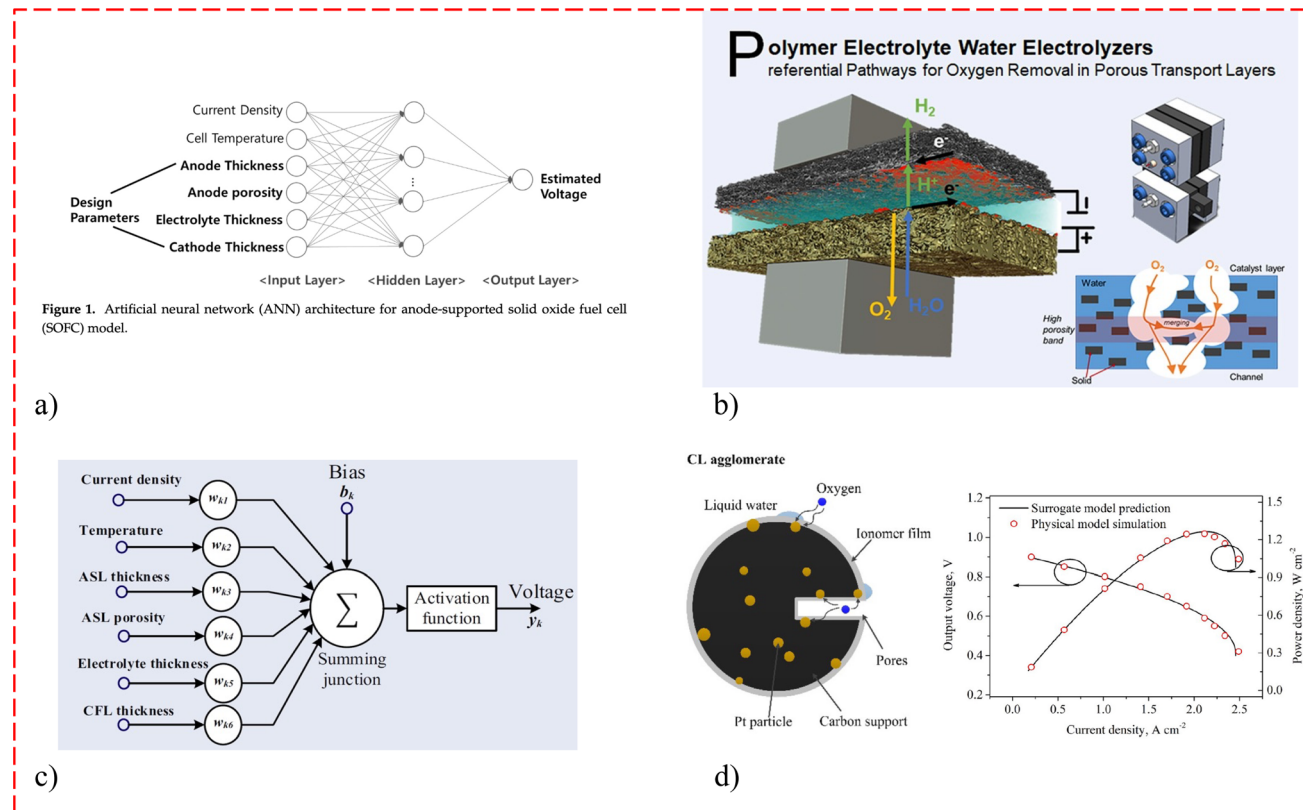 Current Density
Cell Temperature
Anode Thickness
Anode porosity
Electrolyte Thickness
Cathode Thickness
Design
Parameters
Estimated
Voltage
<Input Layer> <Hidden Layer> <Output Layer>
Figure 1. Artificial neural network (ANN) architecture for anode-supported solid oxide fuel cell
(SOFC) model.
a)
Polymer Electrolyte Water Electrolyzers
referential Pathways for Oxygen Removal in Porous Transport Layers
H2
e-
H+
e-
O2
H2O
O2 O2 Catalyst layer
Water
High
porosity
band
merging
Solid
Channel
b)
Current density
Temperature
ASL thickness
ASL porosity
Electrolyte thickness
CFL thickness
wk1
wk2
wk3
wk4
wk5
wk6
Bias
bk
Σ
Summing
junction
Activation
function
Voltage
yk
c)
CL agglomerate
Oxygen
Liquid water
Ionomer film
Pores
Pt particle
Carbon support
Surrogate model prediction
Physical model simulation
Output voltage, V
1.2
1.0
0.8
0.6
0.4
0.2
0.0 0.5 1.0 1.5 2.0 2.5
Current density, A cm-2
1.5
1.2
0.9
0.6
0.3
0.0
Power density, W cm-2
d)